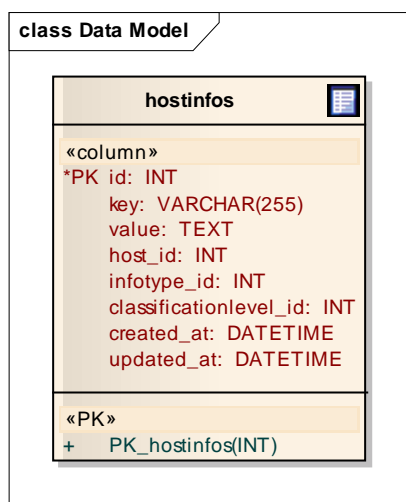 class Data Model
hostinfos
«column»
*PK id: INT
key: VARCHAR(255)
value: TEXT
host_id: INT
infotype_id: INT
classificationlevel_id: INT
created_at: DATETIME
updated_at: DATETIME
«PK»
+ PK_hostinfos(INT)